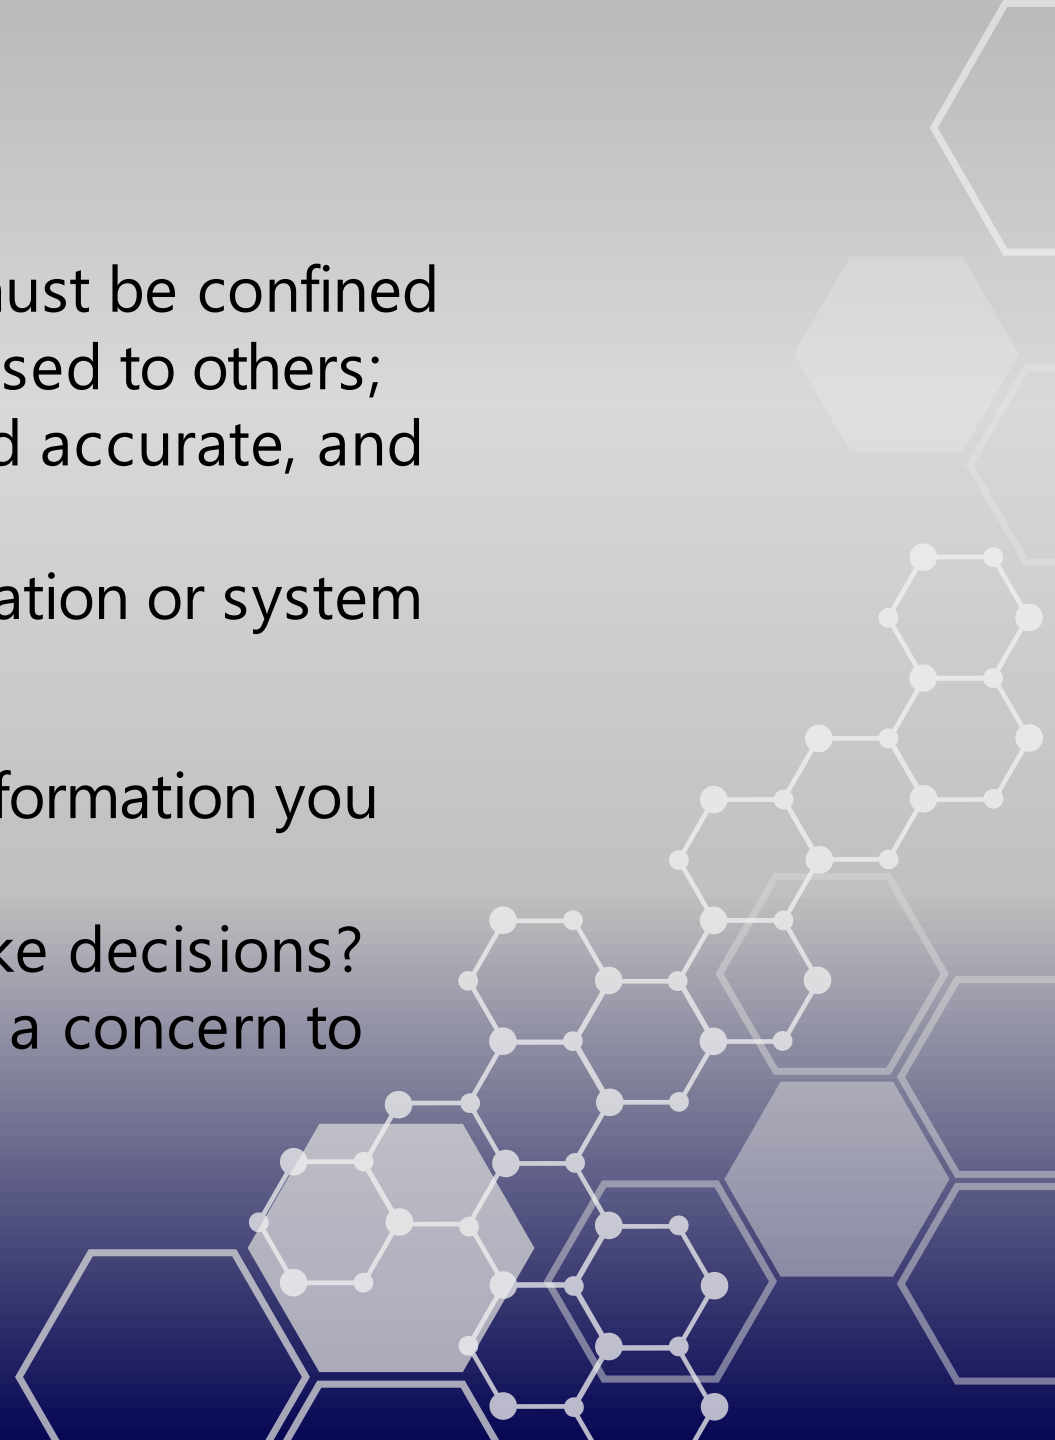 ust be confined
sed to others;
d accurate, and
ation or system
formation you
ke decisions?
a concern to